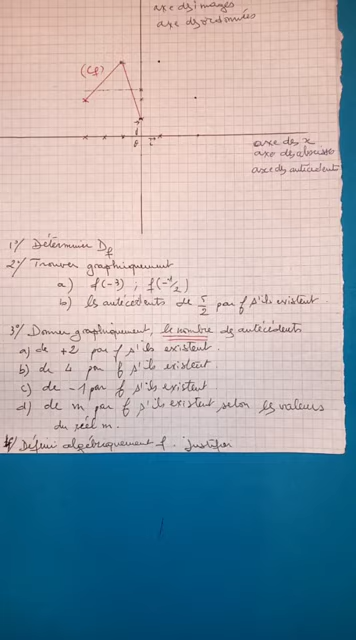 axe des images
axe des ordonnées
(Cf)
axe des x
axe des abscisses
axe des antécédents
1°/ Déterminer Df
2°/ Trouver graphiquement
a) f(-3) ; f(-1/2)
b) les antécédents de 5/2 par f s'ils existent.
3°/ Donner graphiquement, le nombre des antécédents
a) de +2 par f s'ils existent.
b) de 4 par f s'ils existent.
c) de -1 par f s'ils existent
d) de m par f s'ils existent selon les valeurs
du réel m.
4°/ Définir algébriquement f. Justifier